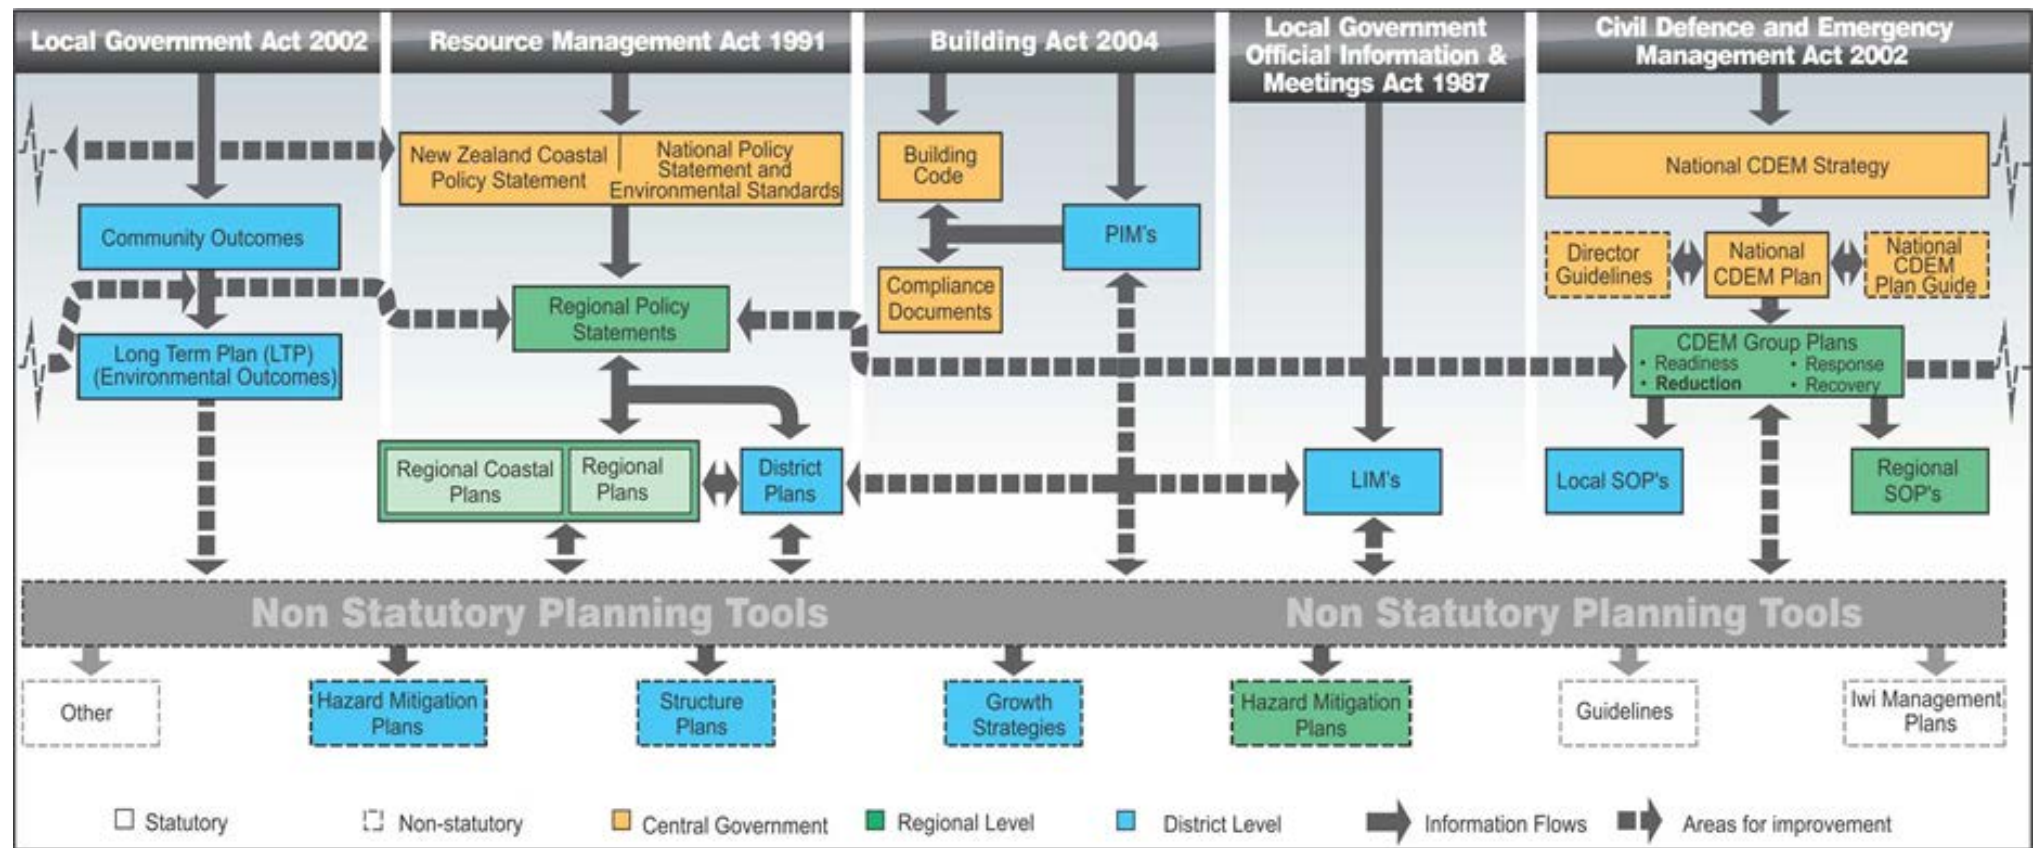 Local Government Act 2002
Resource Management Act 1991
Building Act 2004
Local Government
Official Information &
Meetings Act 1987
Civil Defence and Emergency
Management Act 2002
New Zealand Coastal
Policy Statement
National Policy
Statement and
Environmental Standards
Building
Code
National CDEM Strategy
Community Outcomes
PIM's
Director
Guidelines
National
CDEM Plan
National
CDEM
Plan Guide
Compliance
Documents
Regional Policy
Statements
Long Term Plan (LTP)
(Environmental Outcomes)
CDEM Group Plans
• Readiness
• Response
• Reduction
• Recovery
Regional Coastal
Plans
Regional
Plans
District
Plans
LIM's
Local SOP's
Regional
SOP's
Non Statutory Planning Tools
Non Statutory Planning Tools
Other
Hazard Mitigation
Plans
Structure
Plans
Growth
Strategies
Hazard Mitigation
Plans
Guidelines
Iwi Management
Plans
Statutory
Non-statutory
Central Government
Regional Level
District Level
Information Flows
Areas for improvement